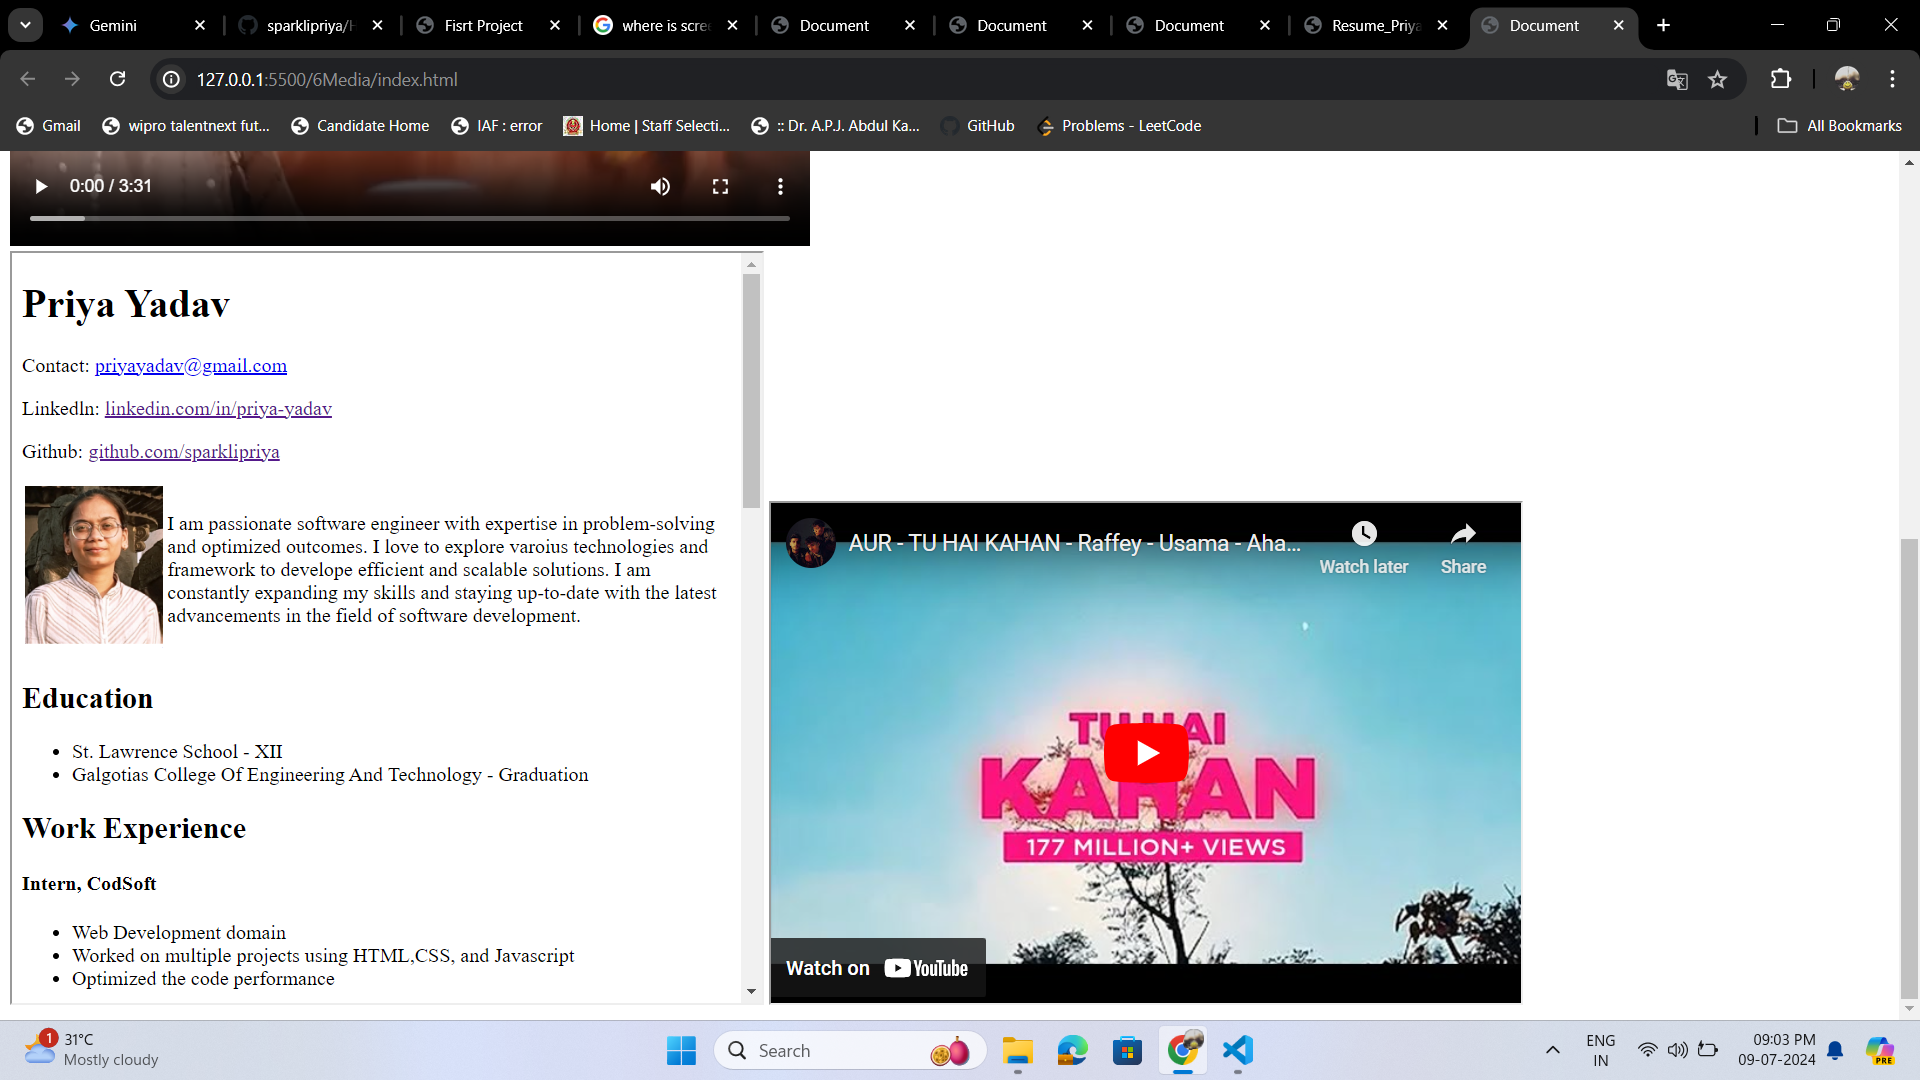 Gemini
sparklipriya/H
Fisrt Project
where is scree
Document
Document
Document
Resume_Priya
Document
127.0.0.1:5500/6Media/index.html
Gmail
wipro talentnext fut...
Candidate Home
IAF : error
Home | Staff Selecti...
:: Dr. A.P.J. Abdul Ka...
GitHub
Problems - LeetCode
All Bookmarks
0:00 / 3:31
Priya Yadav
Contact: priyayadav@gmail.com
Linkedln: linkedin.com/in/priya-yadav
Github: github.com/sparklipriya
I am passionate software engineer with expertise in problem-solving
and optimized outcomes. I love to explore varoius technologies and
framework to develope efficient and scalable solutions. I am
constantly expanding my skills and staying up-to-date with the latest
advancements in the field of software development.
Education
• St. Lawrence School - XII
• Galgotias College Of Engineering And Technology - Graduation
Work Experience
Intern, CodSoft
• Web Development domain
• Worked on multiple projects using HTML,CSS, and Javascript
• Optimized the code performance
AUR - TU HAI KAHAN - Raffey - Usama - Aha...
Watch later
Share
TU HAI
KAHAN
177 MILLION+ VIEWS
Watch on YouTube
1
31°C
Mostly cloudy
Search
ENG
IN
09:03 PM
09-07-2024
PRE